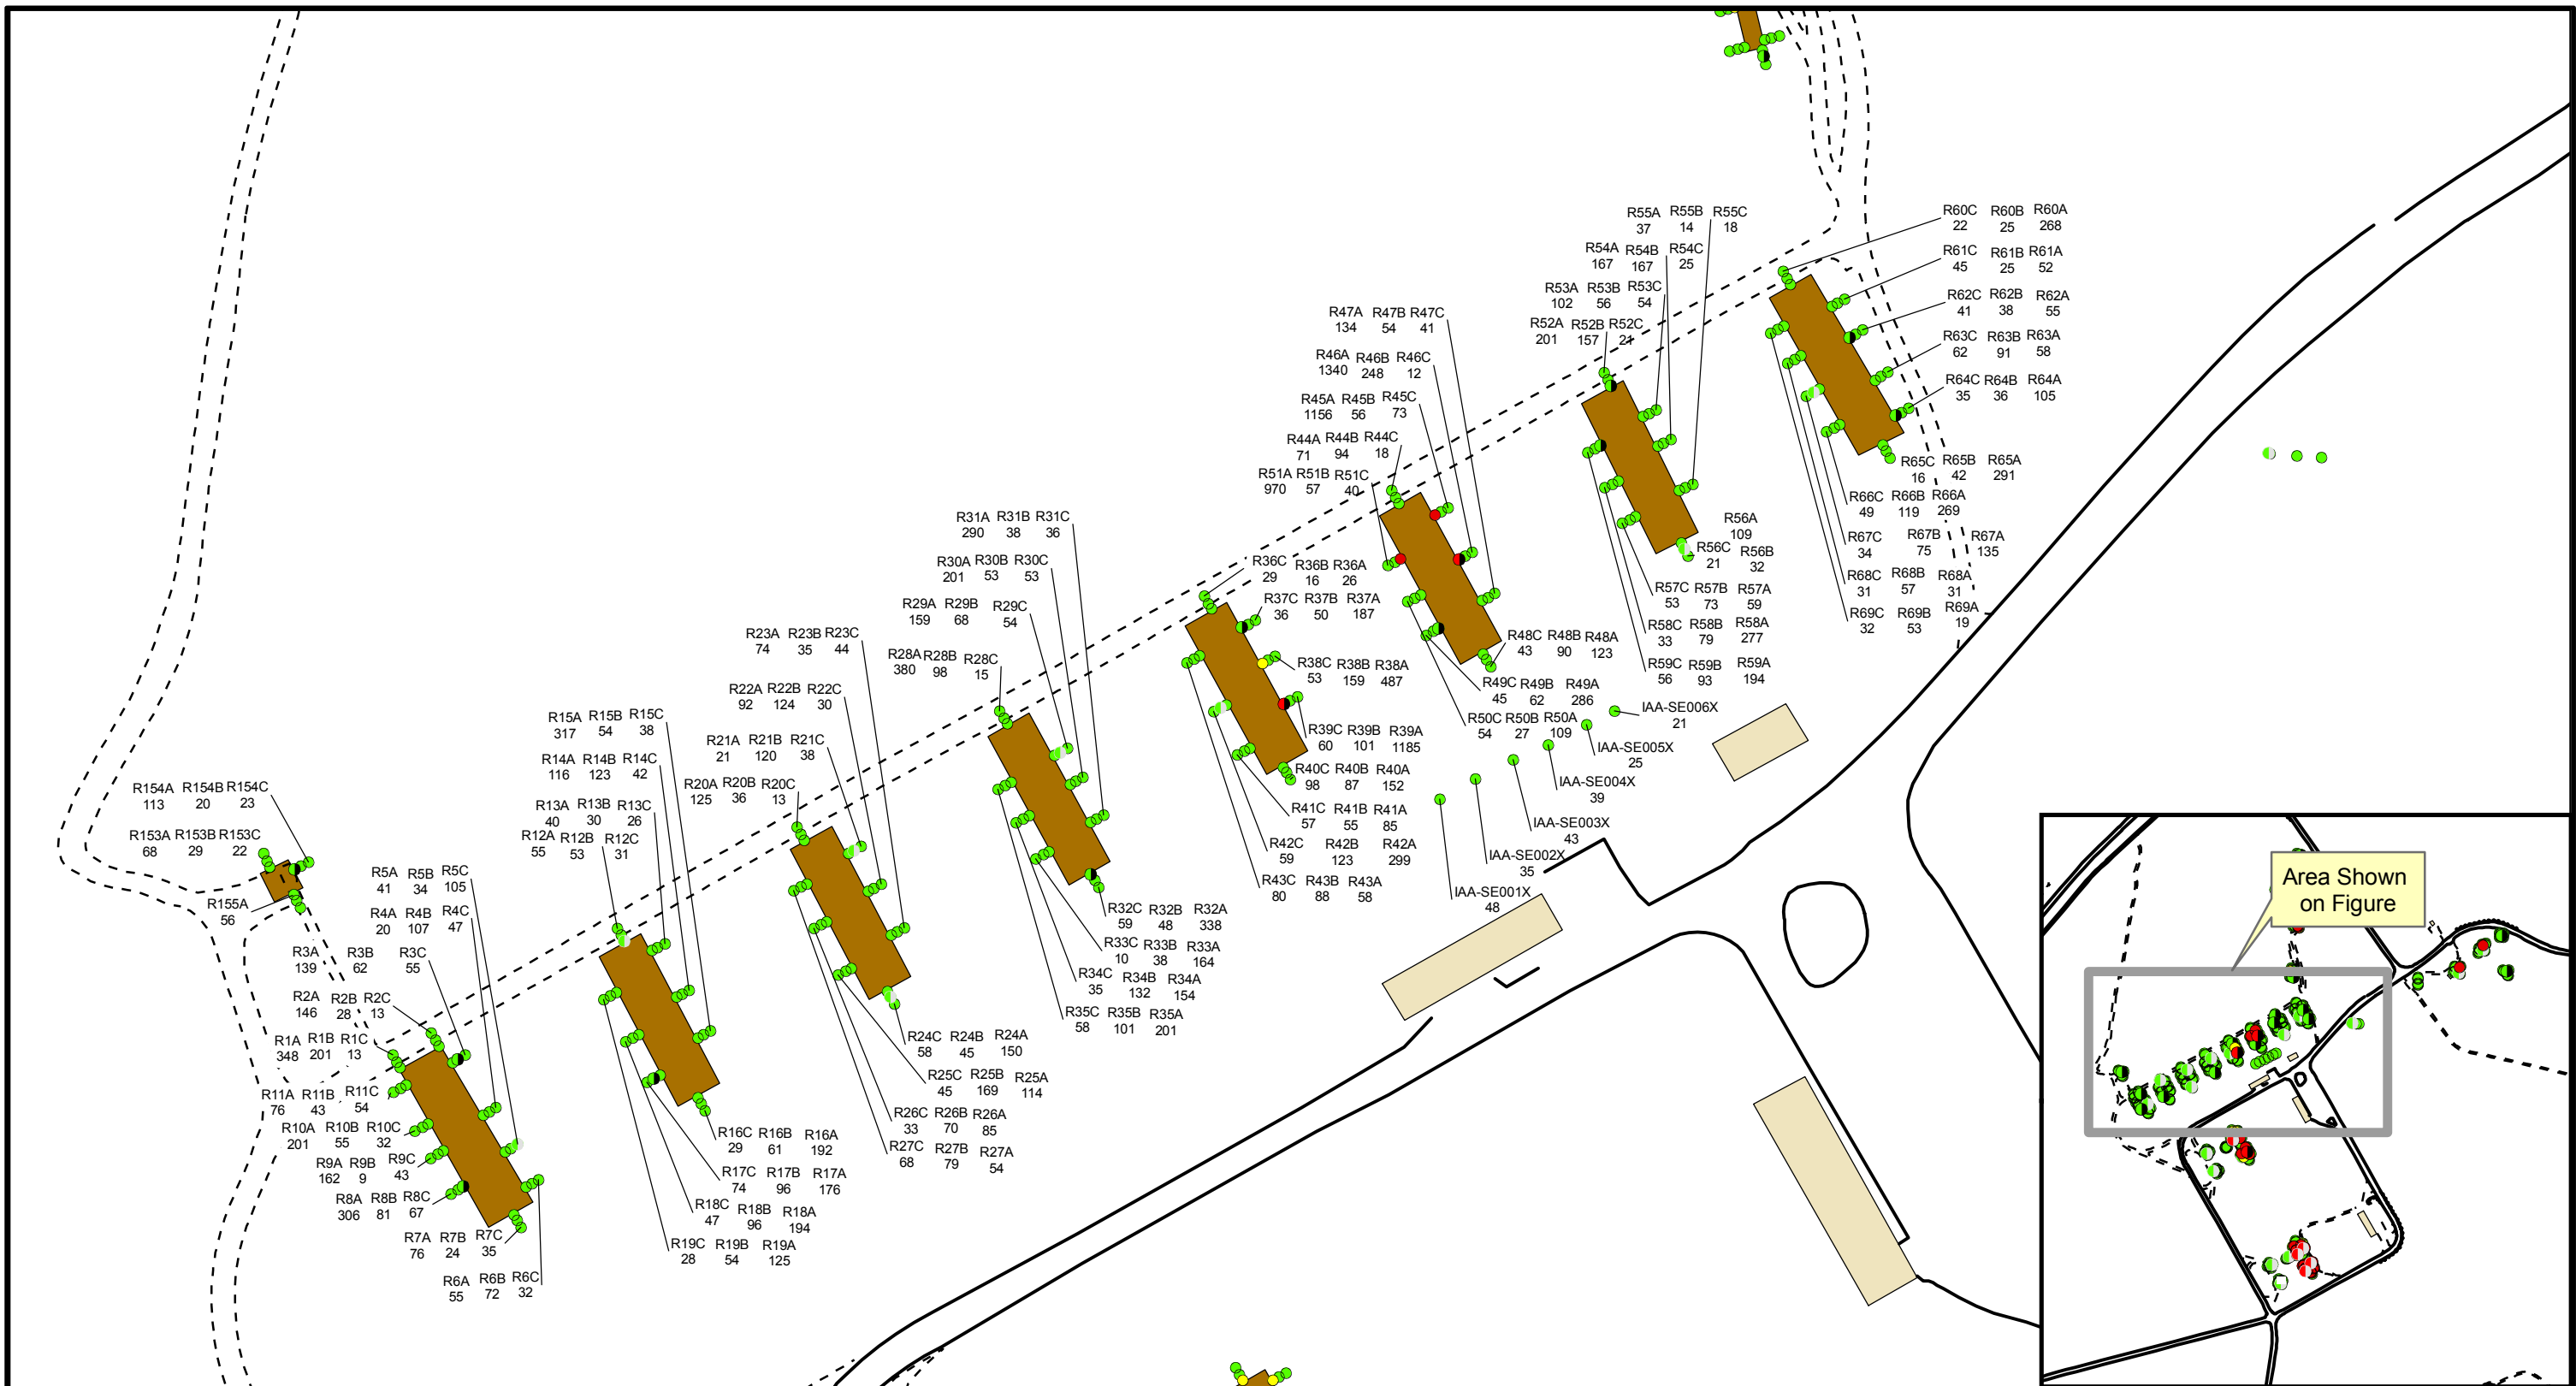 R55A R55B R55C
37 14 18
R54A R54B R54C
167 167 25
R53A R53B R53C
102 56 54
R52A R52B R52C
201 157 21
R60C R60B R60A
22 25 268
R61C R61B R61A
45 25 52
R62C R62B R62A
41 38 55
R63C R63B R63A
62 91 58
R64C R64B R64A
35 36 105
R65C R65B R65A
16 42 291
R66C R66B R66A
49 119 269
R67C R67B R67A
34 75 135
R68C R68B R68A
31 57 31
R69C R69B R69A
32 53 19
R47A R47B R47C
134 54 41
R46A R46B R46C
1340 248 12
R45A R45B R45C
1156 56 73
R44A R44B R44C
71 94 18
R51A R51B R51C
970 57 40
R56A
109
R56C R56B
21 32
R57C R57B R57A
53 73 59
R58C R58B R58A
33 79 277
R59C R59B R59A
56 93 194
R48C R48B R48A
43 90 123
R49C R49B R49A
45 62 286
R50C R50B R50A
54 27 109
R31A R31B R31C
290 38 36
R30A R30B R30C
201 53 53
R29A R29B R29C
159 68 54
R28A R28B R28C
380 98 15
R36C R36B R36A
29 16 26
R37C R37B R37A
36 50 187
R38C R38B R38A
53 159 487
R39C R39B R39A
60 101 1185
R40C R40B R40A
98 87 152
R41C R41B R41A
57 55 85
R42C R42B R42A
59 123 299
R43C R43B R43A
80 88 58
IAA-SE006X
21
IAA-SE005X
25
IAA-SE004X
39
IAA-SE003X
43
IAA-SE002X
35
IAA-SE001X
48
R23A R23B R23C
74 35 44
R22A R22B R22C
92 124 30
R21A R21B R21C
21 120 38
R20A R20B R20C
125 36 13
R32C R32B R32A
59 48 338
R33C R33B R33A
10 38 164
R34C R34B R34A
35 132 154
R35C R35B R35A
58 101 201
R15A R15B R15C
317 54 38
R14A R14B R14C
116 123 42
R13A R13B R13C
40 30 26
R12A R12B R12C
55 53 31
R24C R24B R24A
58 45 150
R25C R25B R25A
45 169 114
R26C R26B R26A
33 70 85
R27C R27B R27A
68 79 54
R154A R154B R154C
113 20 23
R153A R153B R153C
68 29 22
R155A
56
R5A R5B R5C
41 34 105
R4A R4B R4C
20 107 47
R3A R3B R3C
139 62 55
R2A R2B R2C
146 28 13
R1A R1B R1C
348 201 13
R11A R11B R11C
76 43 54
R10A R10B R10C
201 55 32
R9A R9B R9C
162 9 43
R8A R8B R8C
306 81 67
R7A R7B R7C
76 24 35
R6A R6B R6C
55 72 32
R16C R16B R16A
29 61 192
R17C R17B R17A
74 96 176
R18C R18B R18A
47 96 194
R19C R19B R19A
28 54 125
Area Shown
on Figure